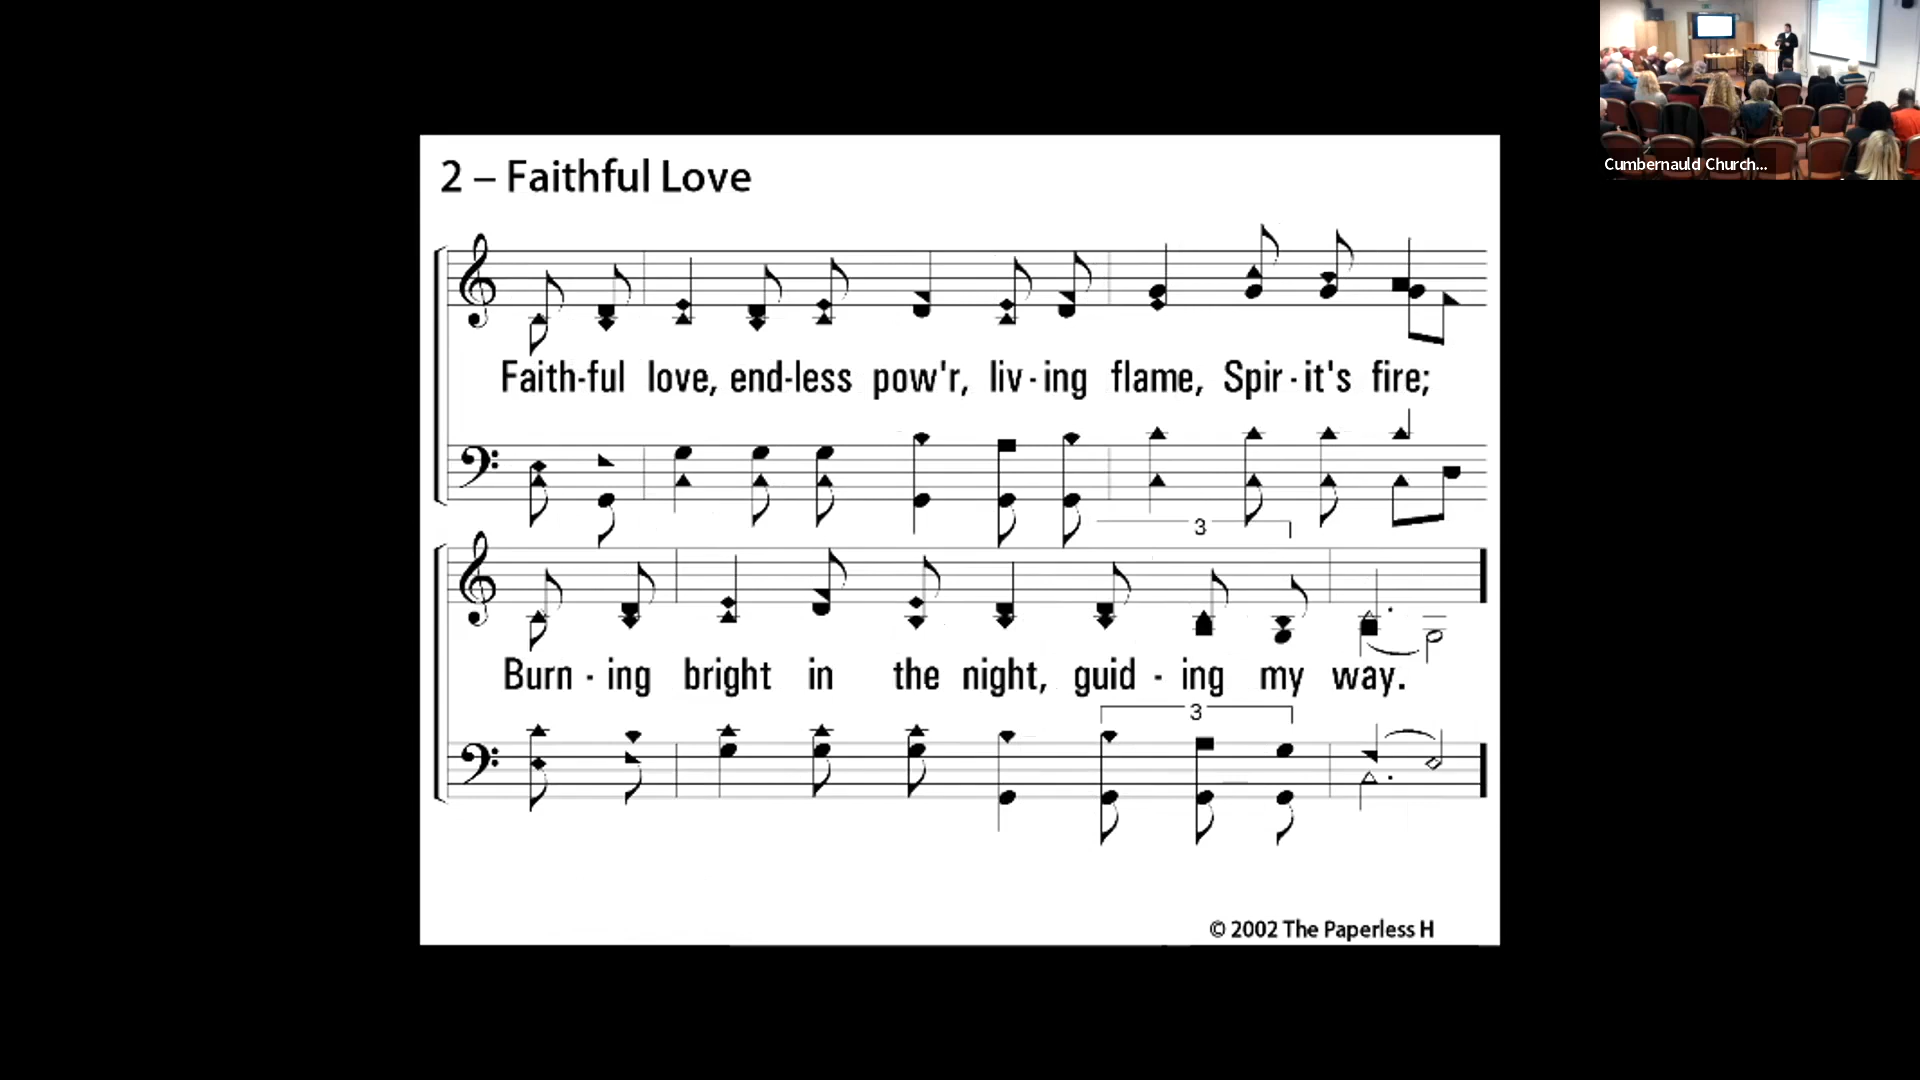 2 – Faithful Love
Faith-ful love, end-less pow'r, liv-ing flame, Spir-it's fire;
3
Burn-ing bright in the night, guid-ing my way.
3
© 2002 The Paperless H
Cumbernauld Church...